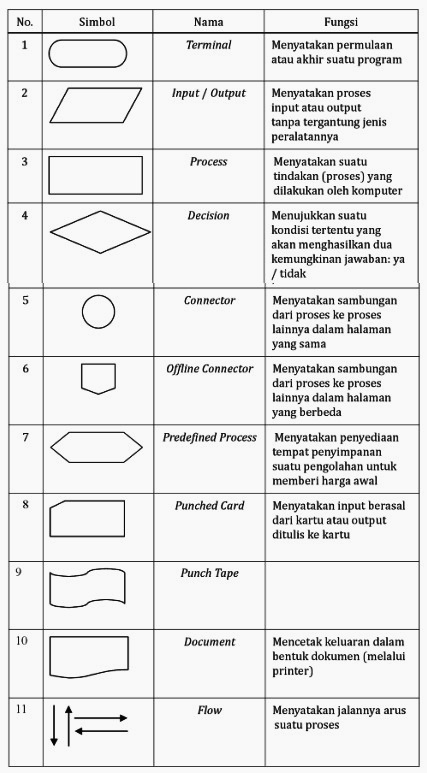 No. Simbol Nama Fungsi
1 Terminal Menyatakan permulaan
atau akhir suatu program
2 Input / Output Menyatakan proses
input atau output
tanpa tergantung jenis
peralatannya
3 Process Menyatakan suatu
tindakan (proses) yang
dilakukan oleh komputer
4 Decision Menujukkan suatu
kondisi tertentu yang
akan menghasilkan dua
kemungkinan jawaban: ya
/ tidak
5 Connector Menyatakan sambungan
dari proses ke proses
lainnya dalam halaman
yang sama
6 Offline Connector Menyatakan sambungan
dari proses ke proses
lainnya dalam halaman
yang berbeda
7 Predefined Process Menyatakan penyediaan
tempat penyimpanan
suatu pengolahan untuk
memberi harga awal
8 Punched Card Menyatakan input berasal
dari kartu atau output
ditulis ke kartu
9 Punch Tape
10 Document Mencetak keluaran dalam
bentuk dokumen (melalui
printer)
11 Flow Menyatakan jalannya arus
suatu proses